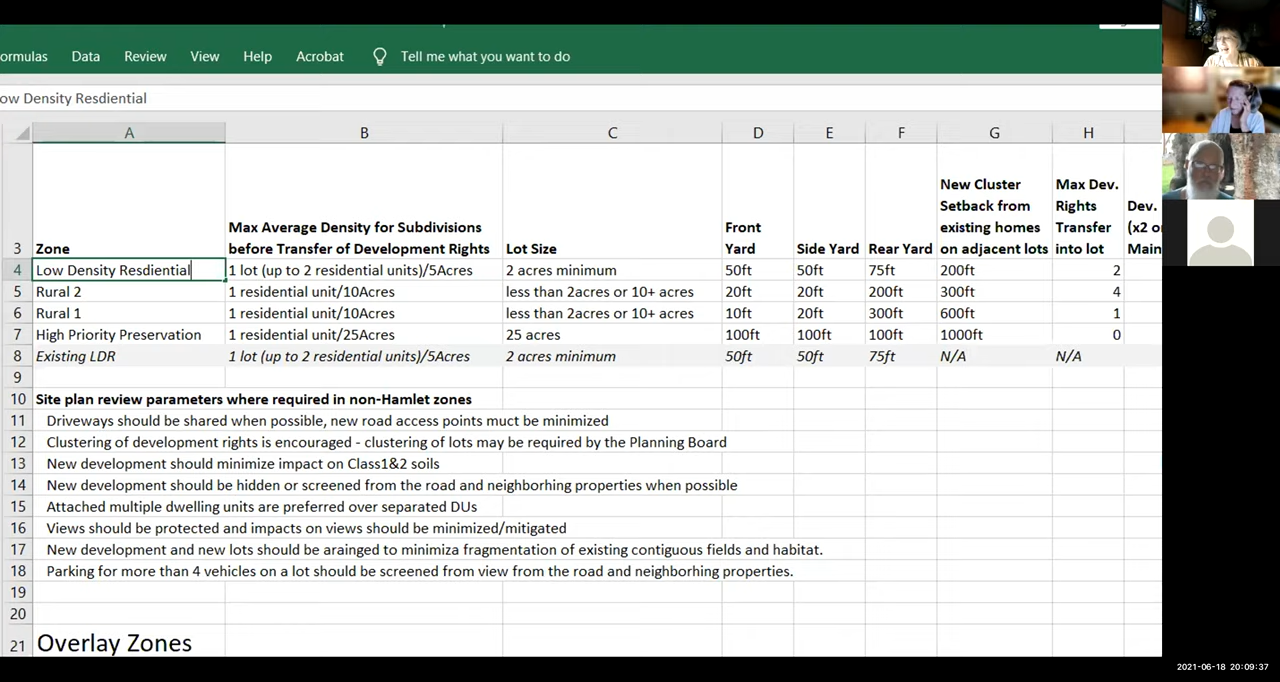 ormulas Data Review View Help Acrobat Tell me what you want to do
ow Density Resdiential
A B C D E F G H
3 Zone Max Average Density for Subdivisions before Transfer of Development Rights Lot Size Front Yard Side Yard Rear Yard New Cluster Setback from existing homes on adjacent lots Max Dev. Rights Transfer into lot Dev. (x2 o Main
4 Low Density Resdiential 1 lot (up to 2 residential units)/5Acres 2 acres minimum 50ft 50ft 75ft 200ft 2
5 Rural 2 1 residential unit/10Acres less than 2acres or 10+ acres 20ft 20ft 200ft 300ft 4
6 Rural 1 1 residential unit/10Acres less than 2acres or 10+ acres 10ft 20ft 300ft 600ft 1
7 High Priority Preservation 1 residential unit/25Acres 25 acres 100ft 100ft 100ft 1000ft 0
8 Existing LDR 1 lot (up to 2 residential units)/5Acres 2 acres minimum 50ft 50ft 75ft N/A N/A
9
10 Site plan review parameters where required in non-Hamlet zones
11 Driveways should be shared when possible, new road access points muct be minimized
12 Clustering of development rights is encouraged - clustering of lots may be required by the Planning Board
13 New development should minimize impact on Class1&2 soils
14 New development should be hidden or screened from the road and neighborhing properties when possible
15 Attached multiple dwelling units are preferred over separated DUs
16 Views should be protected and impacts on views should be minimized/mitigated
17 New development and new lots should be arainged to minimiza fragmentation of existing contiguous fields and habitat.
18 Parking for more than 4 vehicles on a lot should be screened from view from the road and neighborhing properties.
19
20
21 Overlay Zones
2021-06-18 20:09:37